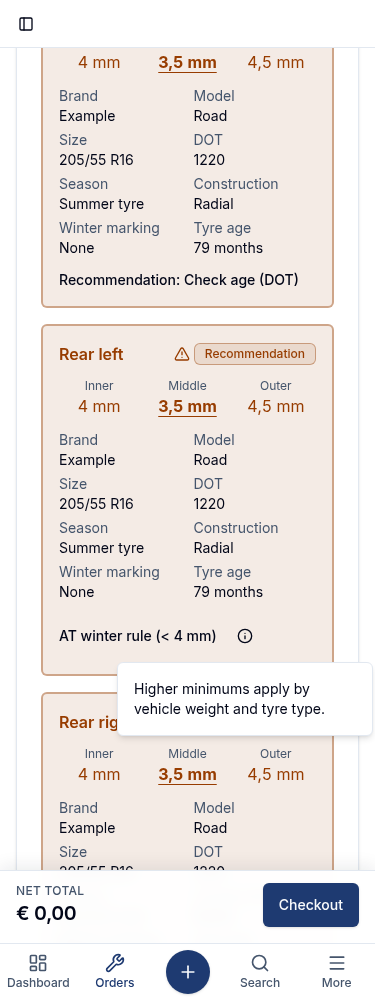 4 mm 3,5 mm 4,5 mm
Brand Model
Example Road
Size DOT
205/55 R16 1220
Season Construction
Summer tyre Radial
Winter marking Tyre age
None 79 months
Recommendation: Check age (DOT)
Rear left Recommendation
Inner Middle Outer
4 mm 3,5 mm 4,5 mm
Brand Model
Example Road
Size DOT
205/55 R16 1220
Season Construction
Summer tyre Radial
Winter marking Tyre age
None 79 months
AT winter rule (< 4 mm)
Higher minimums apply by
vehicle weight and tyre type.
Rear
Inner Middle Outer
4 mm 3,5 mm 4,5 mm
Brand Model
Example Road
Size DOT
205/55 R16 1220
NET TOTAL
€ 0,00
Checkout
Dashboard Orders Search More